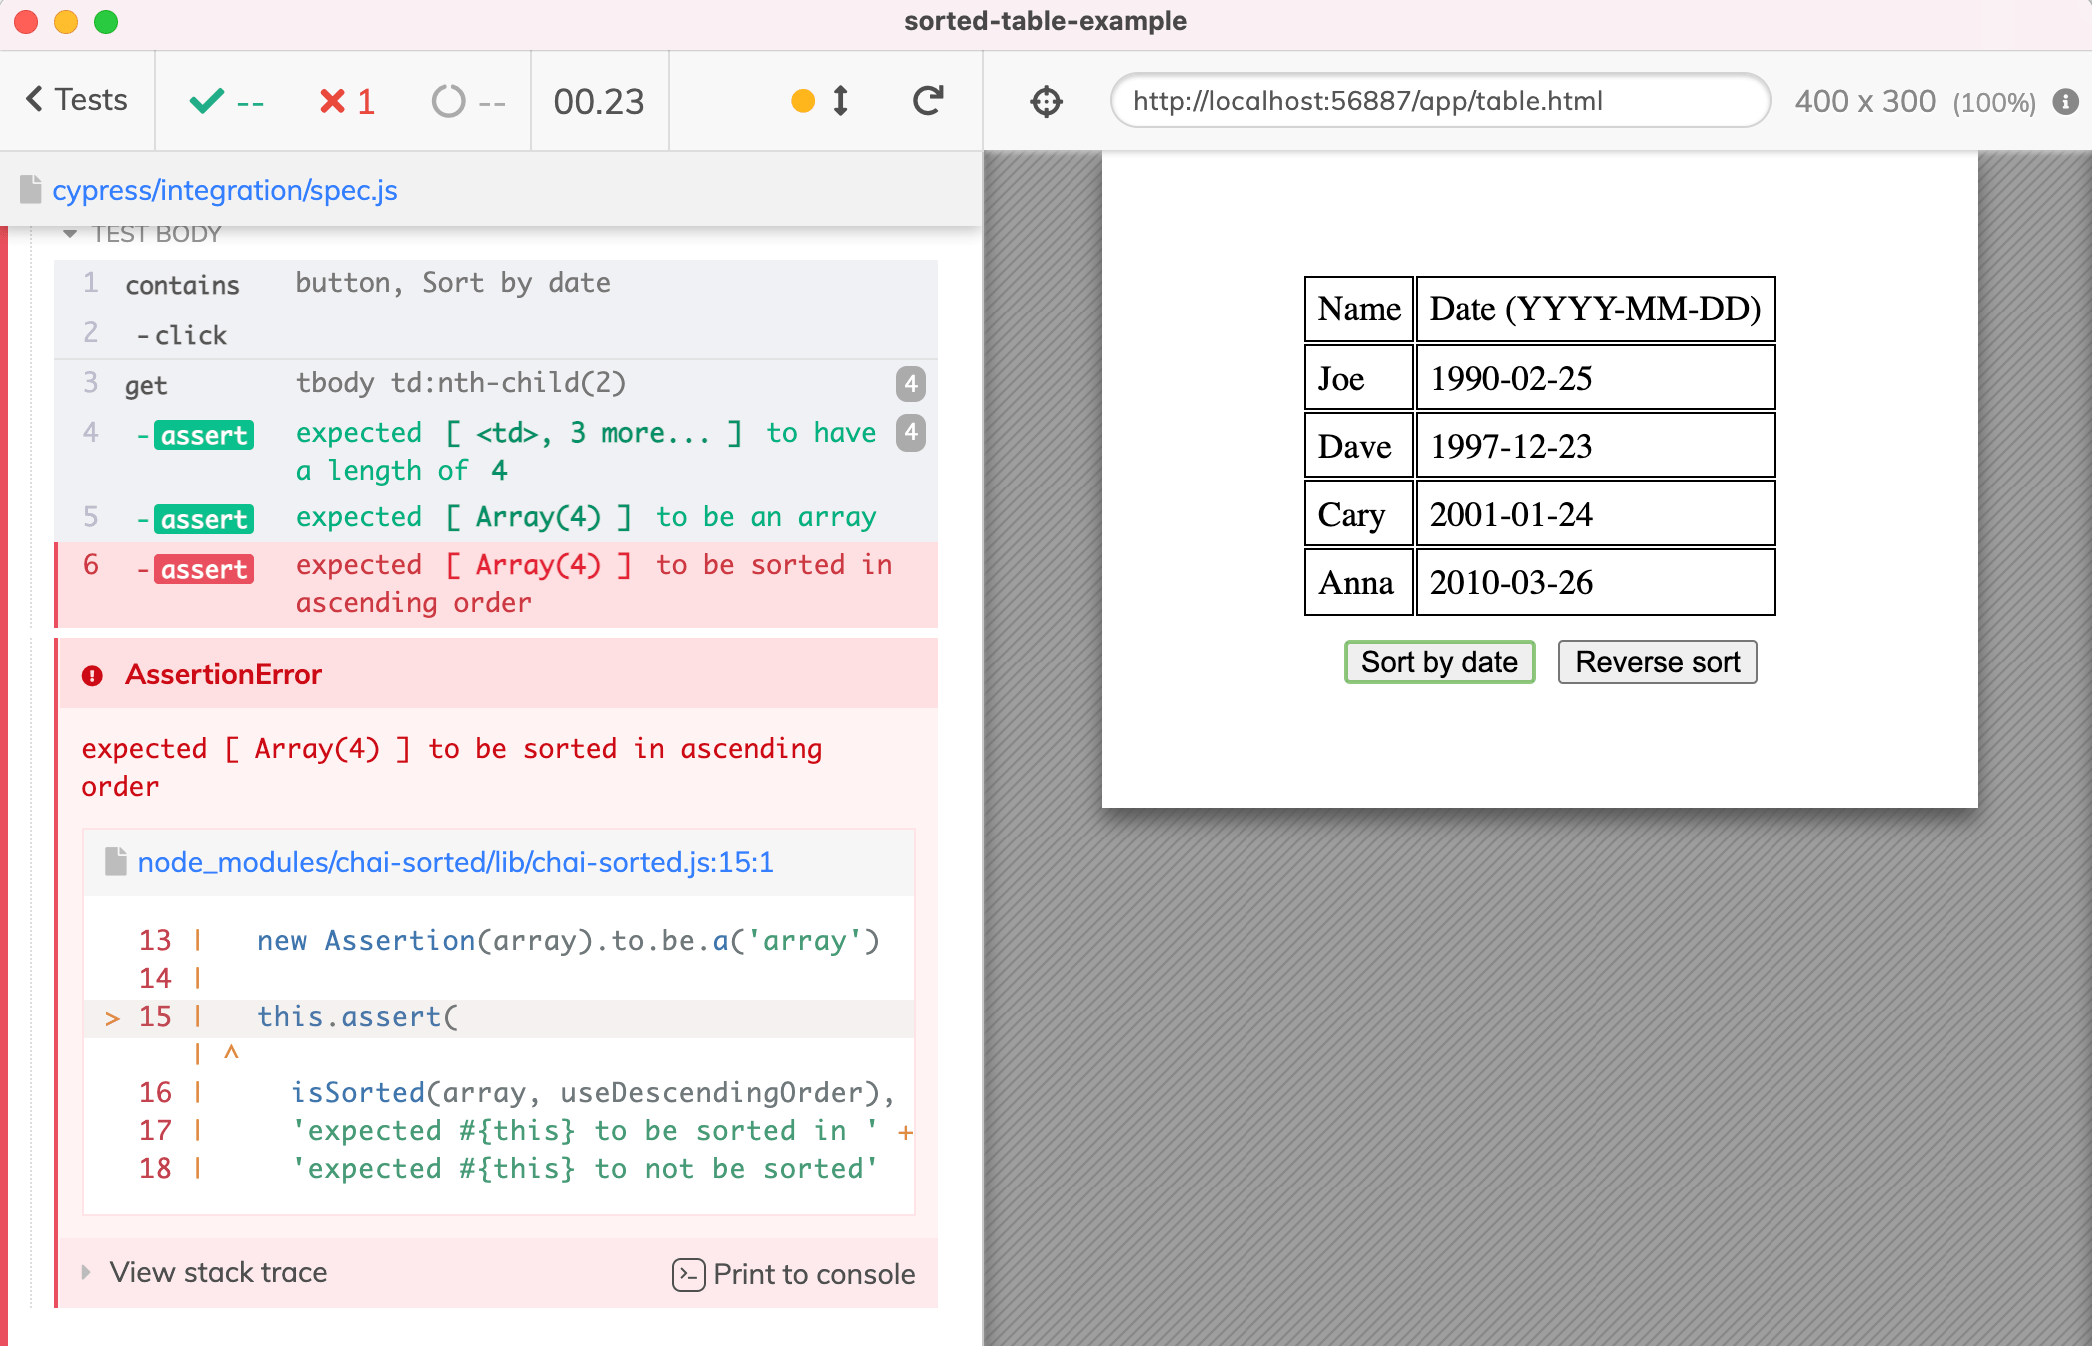 sorted-table-example
Tests
--
1
--
00.23
http://localhost:56887/app/table.html
400 x 300 (100%)
cypress/integration/spec.js
TEST BODY
1 contains button, Sort by date
2 -click
3 get tbody td:nth-child(2) 4
4 -assert expected [ <td>, 3 more... ] to have 4
a length of 4
5 -assert expected [ Array(4) ] to be an array
6 -assert expected [ Array(4) ] to be sorted in
ascending order
AssertionError
expected [ Array(4) ] to be sorted in ascending
order
node_modules/chai-sorted/lib/chai-sorted.js:15:1
13 | new Assertion(array).to.be.a('array')
14 |
> 15 | this.assert(
| ^
16 | isSorted(array, useDescendingOrder),
17 | 'expected #{this} to be sorted in ' +
18 | 'expected #{this} to not be sorted'
View stack trace
Print to console
Name Date (YYYY-MM-DD)
Joe 1990-02-25
Dave 1997-12-23
Cary 2001-01-24
Anna 2010-03-26
Sort by date Reverse sort